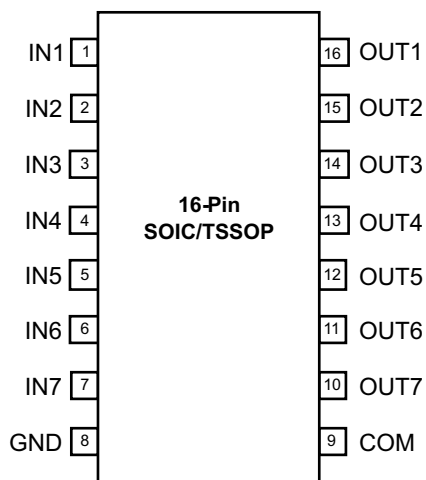 IN1 1 16 OUT1
IN2 2 15 OUT2
IN3 3 14 OUT3
16-Pin
SOIC/TSSOP
IN4 4 13 OUT4
IN5 5 12 OUT5
IN6 6 11 OUT6
IN7 7 10 OUT7
GND 8 9 COM